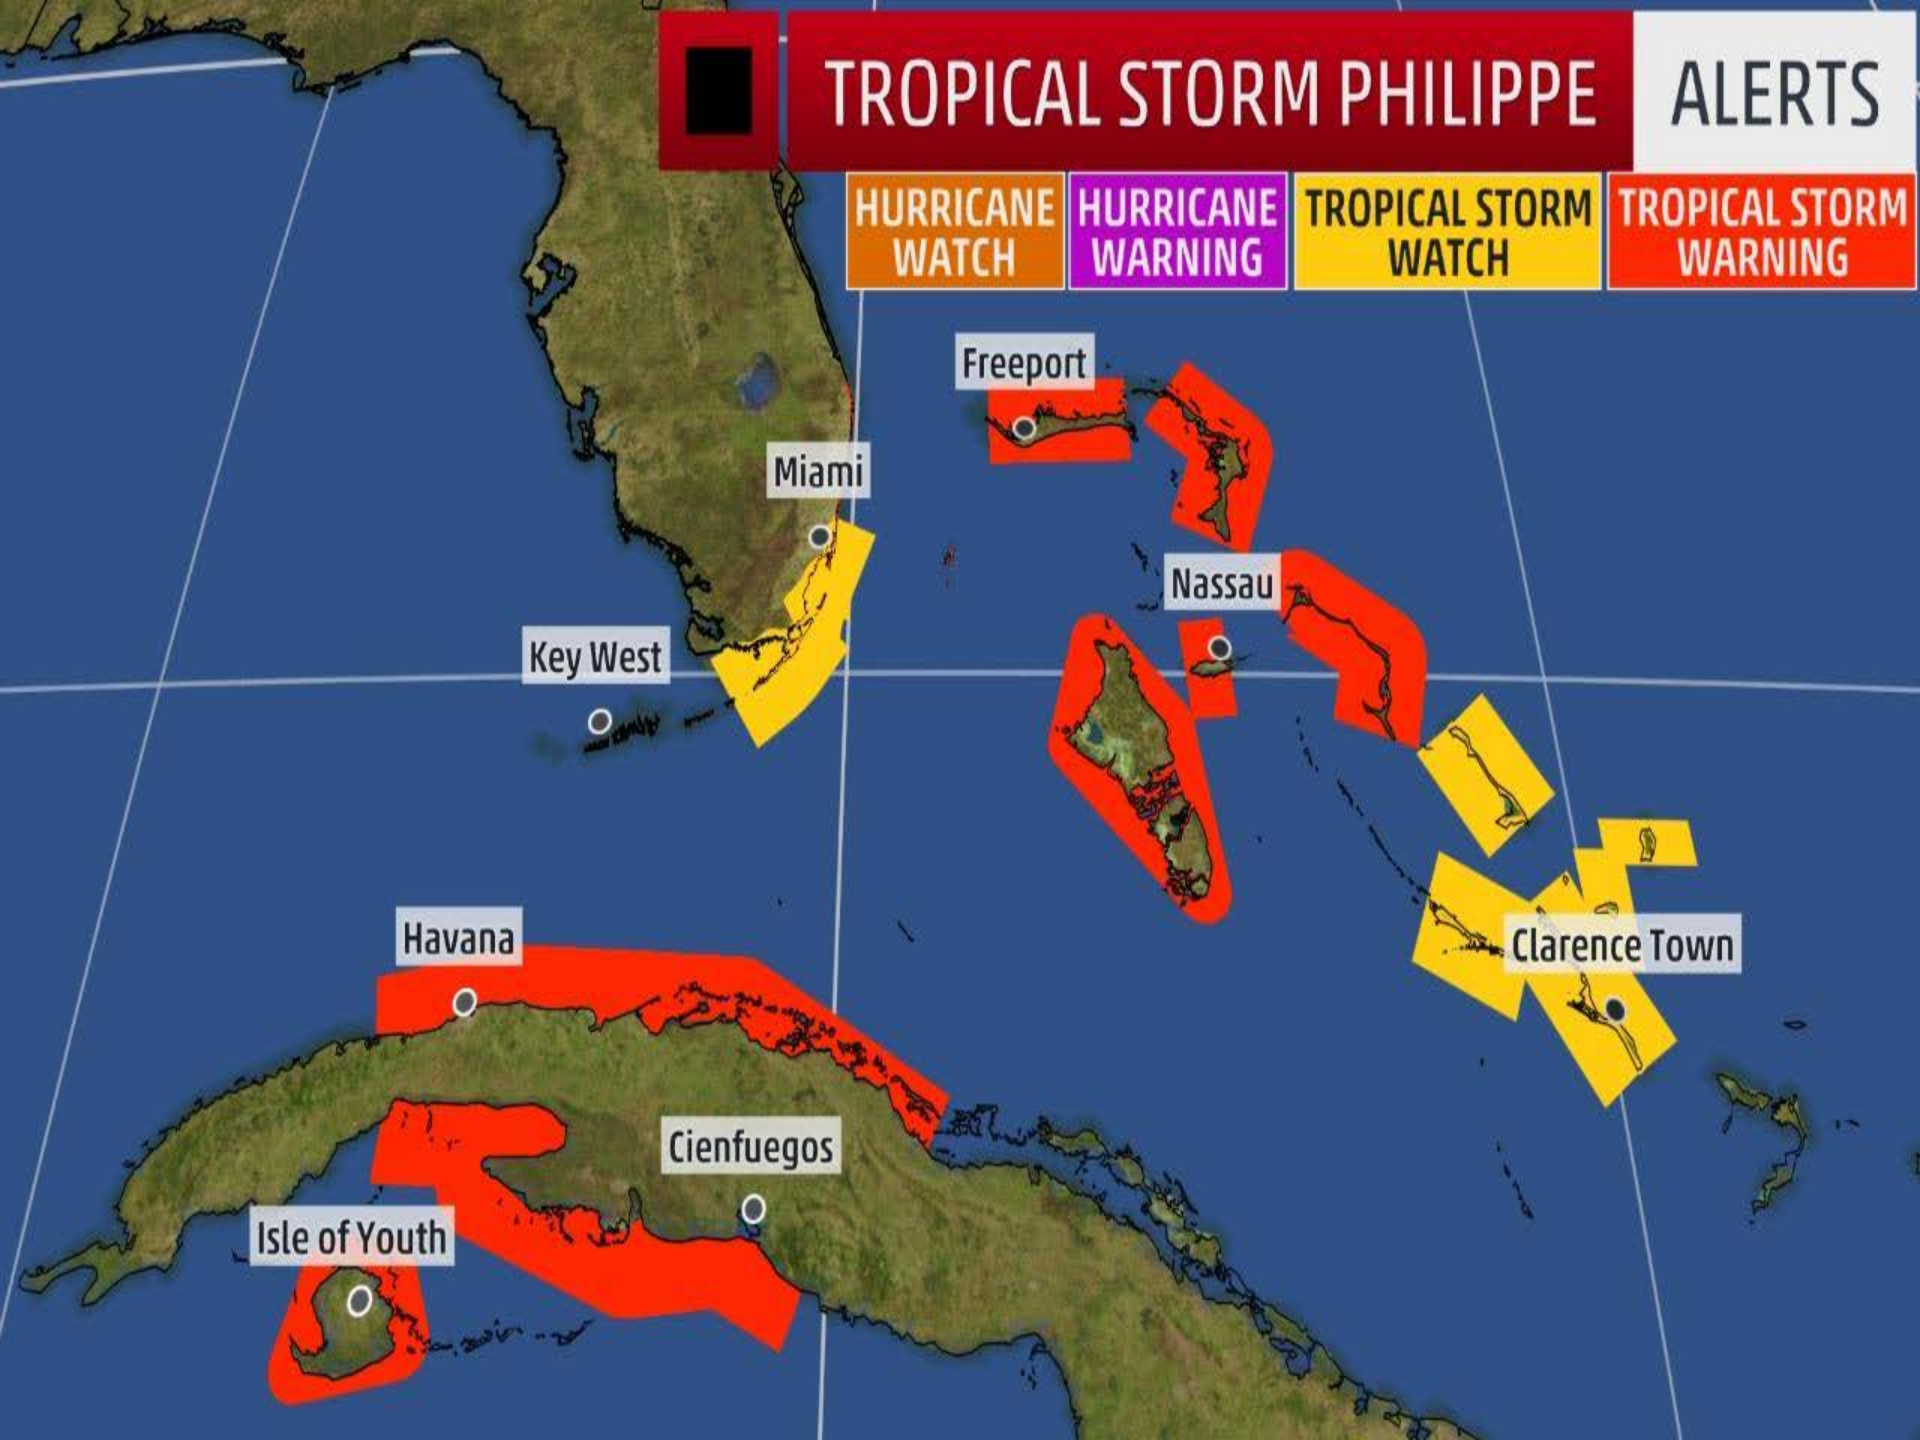 TROPICAL STORM PHILIPPE
ALERTS
HURRICANE
WATCH
HURRICANE
WARNING
TROPICAL STORM
WATCH
TROPICAL STORM
WARNING
Freeport
Miami
Nassau
Key West
Havana
Clarence Town
Cienfuegos
Isle of Youth